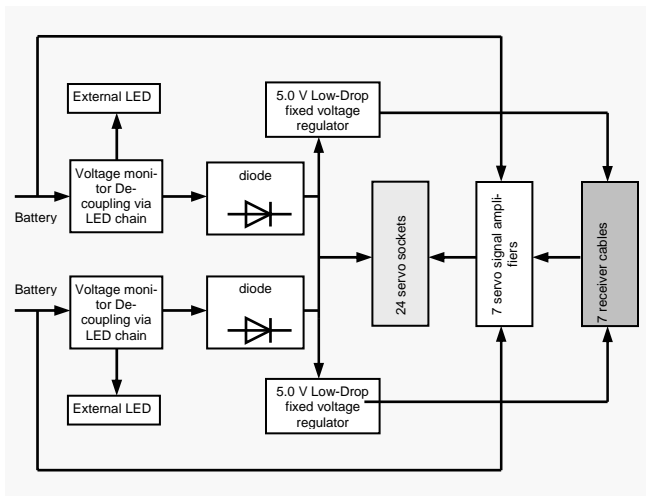 External LED
5.0 V Low-Drop
fixed voltage
regulator
Voltage moni-
tor De-
coupling via
LED chain
diode
Battery
24 servo sockets
7 servo signal ampli-
fiers
7 receiver cables
Battery
Voltage moni-
tor De-
coupling via
LED chain
diode
External LED
5.0 V Low-Drop
fixed voltage
regulator